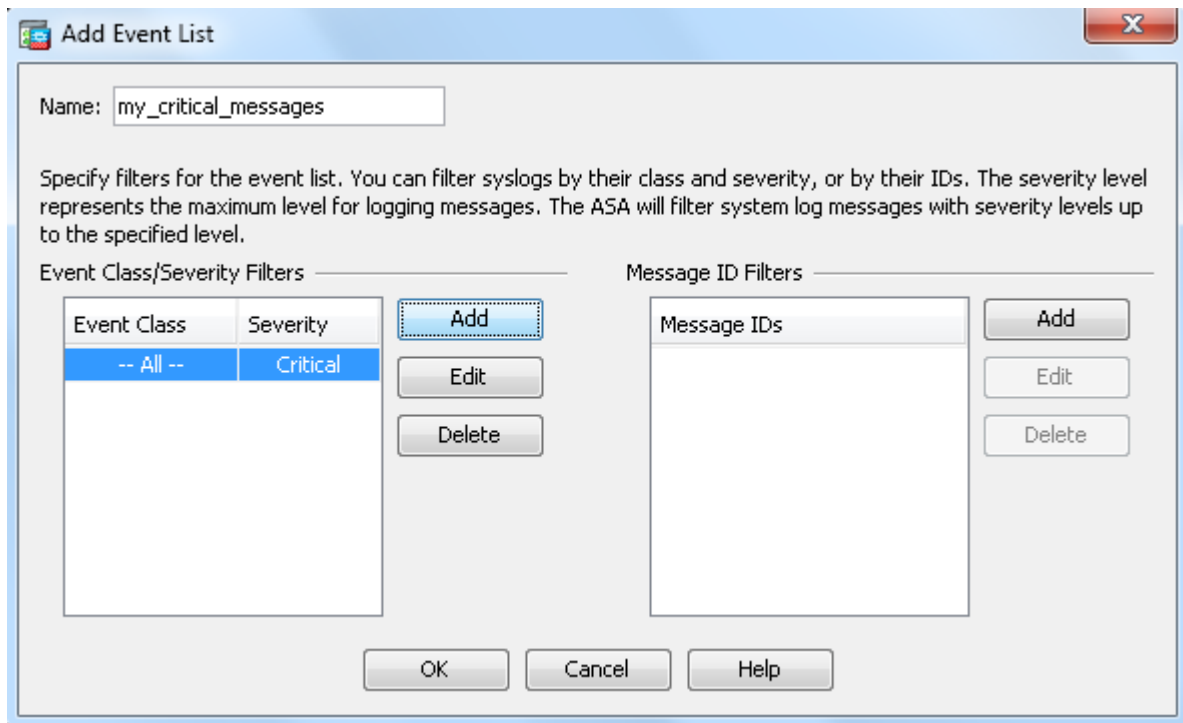 Add Event List
Name: my_critical_messages
Specify filters for the event list. You can filter syslogs by their class and severity, or by their IDs. The severity level
represents the maximum level for logging messages. The ASA will filter system log messages with severity levels up
to the specified level.
Event Class/Severity Filters
Event Class Severity
-- All -- Critical
Add
Edit
Delete
Message ID Filters
Message IDs
Add
Edit
Delete
OK Cancel Help